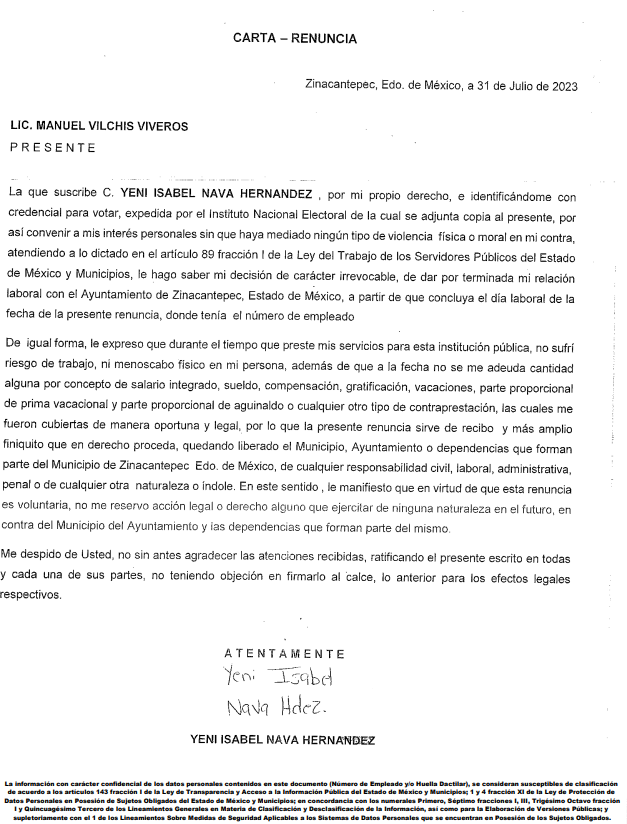 CARTA – RENUNCIA
Zinacantepec, Edo. de México, a 31 de Julio de 2023
LIC. MANUEL VILCHIS VIVEROS
P R E S E N T E
La que suscribe C. YENI ISABEL NAVA HERNANDEZ , por mi propio derecho, e identificándome con
credencial para votar, expedida por el Instituto Nacional Electoral de la cual se adjunta copia al presente, por
así convenir a mis interés personales sin que haya mediado ningún tipo de violencia física o moral en mi contra,
atendiendo a lo dictado en el artículo 89 fracción I de la Ley del Trabajo de los Servidores Públicos del Estado
de México y Municipios, le hago saber mi decisión de carácter irrevocable, de dar por terminada mi relación
laboral con el Ayuntamiento de Zinacantepec, Estado de México, a partir de que concluya el día laboral de la
fecha de la presente renuncia, donde tenía el número de empleado
De igual forma, le expreso que durante el tiempo que preste mis servicios para esta institución pública, no sufrí
riesgo de trabajo, ni menoscabo físico en mi persona, además de que a la fecha no se me adeuda cantidad
alguna por concepto de salario integrado, sueldo, compensación, gratificación, vacaciones, parte proporcional
de prima vacacional y parte proporcional de aguinaldo o cualquier otro tipo de contraprestación, las cuales me
fueron cubiertas de manera oportuna y legal, por lo que la presente renuncia sirve de recibo y más amplio
finiquito que en derecho proceda, quedando liberado el Municipio, Ayuntamiento o dependencias que forman
parte del Municipio de Zinacantepec Edo. de México, de cualquier responsabilidad civil, laboral, administrativa,
penal o de cualquier otra naturaleza o índole. En este sentido , le manifiesto que en virtud de que esta renuncia
es voluntaria, no me reservo acción legal o derecho alguno que ejercitar de ninguna naturaleza en el futuro, en
contra del Municipio del Ayuntamiento y las dependencias que forman parte del mismo.
Me despido de Usted, no sin antes agradecer las atenciones recibidas, ratificando el presente escrito en todas
y cada una de sus partes, no teniendo objeción en firmarlo al calce, lo anterior para los efectos legales
respectivos.
A T E N T A M E N T E
Yeni Isabel
Nava Hdez.
YENI ISABEL NAVA HERNANDEZ
La información con carácter confidencial de los datos personales contenidos en este documento (Número de Empleado y/o Huella Dactilar), se consideran susceptibles de clasificación
de acuerdo a los artículos 143 fracción I de la Ley de Transparencia y Acceso a la Información Pública del Estado de México y Municipios; 1 y 4 fracción XI de la Ley de Protección de
Datos Personales en Posesión de Sujetos Obligados del Estado de México y Municipios; en concordancia con los numerales Primero, Séptimo fracciones I, III, Trigésimo Octavo fracción
I y Quincuagésimo Tercero de los Lineamientos Generales en Materia de Clasificación y Desclasificación de la Información, así como para la Elaboración de Versiones Públicas; y
supletoriamente con el 1 de los Lineamientos Sobre Medidas de Seguridad Aplicables a los Sistemas de Datos Personales que se encuentran en Posesión de los Sujetos Obligados.